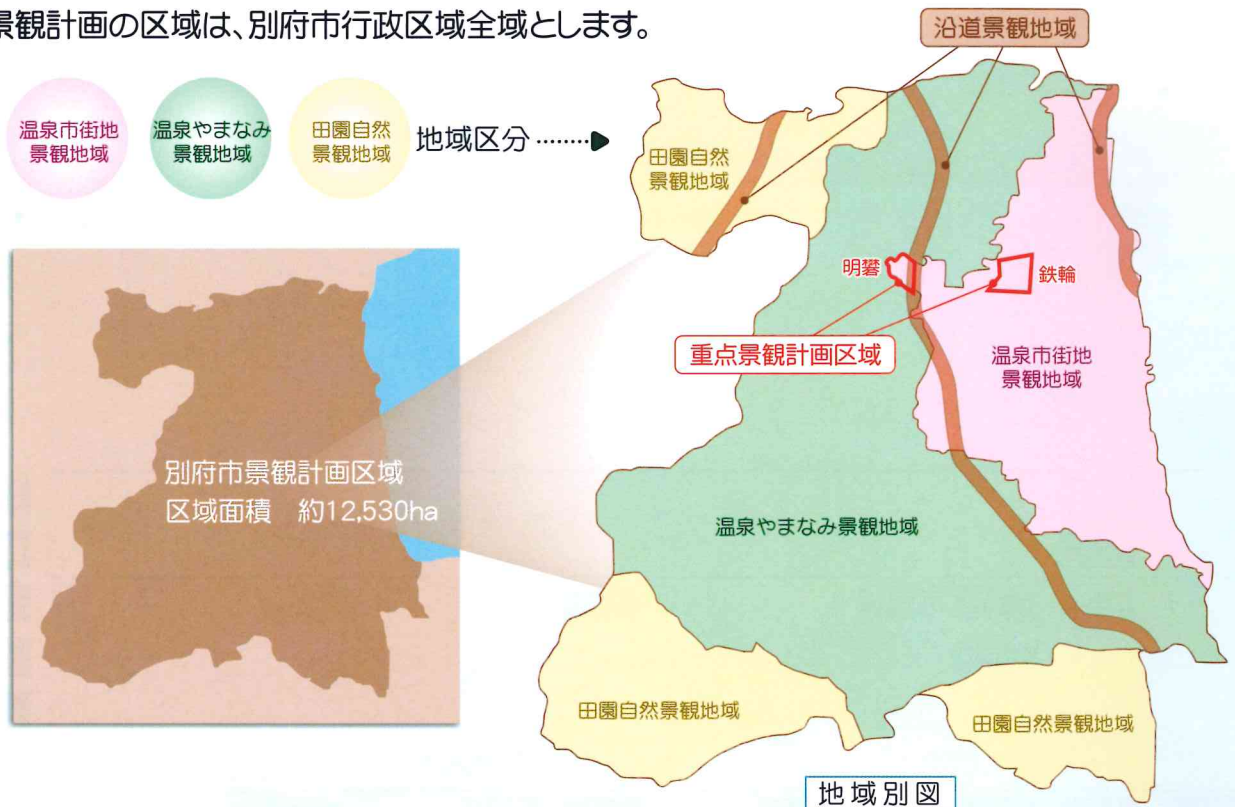 景観計画の区域は、別府市行政区域全域とします。
温泉市街地
景観地域
温泉やまなみ
景観地域
田園自然
景観地域
地域区分
沿道景観地域
田園自然
景観地域
明礬
鉄輪
重点景観計画区域
温泉市街地
景観地域
別府市景観計画区域
区域面積 約12,530ha
温泉やまなみ景観地域
田園自然景観地域
田園自然景観地域
地域別図